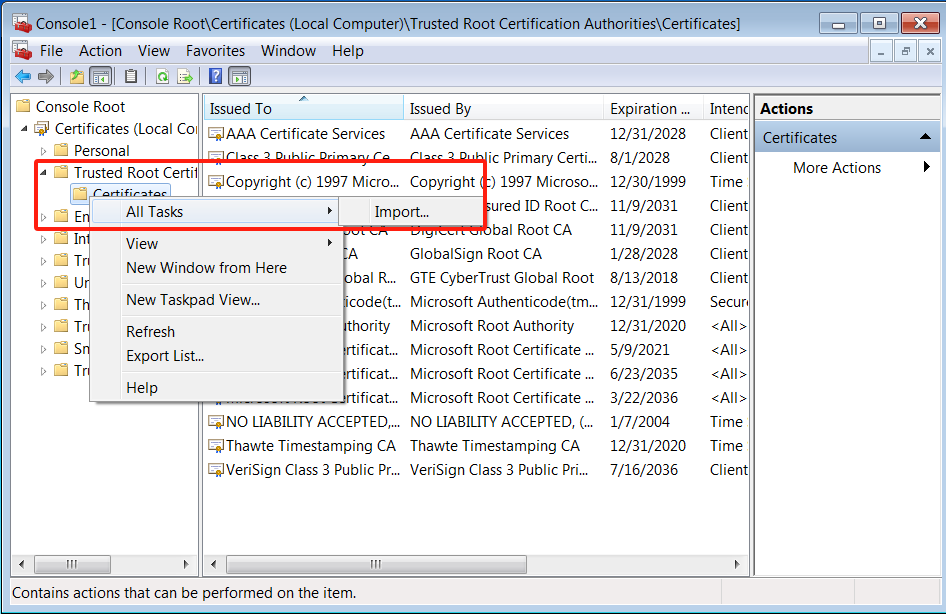 Console1 - [Console Root\Certificates (Local Computer)\Trusted Root Certification Authorities\Certificates]
File Action View Favorites Window Help
Console Root
Certificates (Local Co
Personal
Trusted Root Certif
Certificates
En
Int
Tru
Un
Th
Tru
Sm
Tru
All Tasks
Import...
View
New Window from Here
New Taskpad View...
Refresh
Export List...
Help
Issued To Issued By Expiration ... Intend
AAA Certificate Services AAA Certificate Services 12/31/2028 Client
Class 3 Public Primary Ce... Class 3 Public Primary Certi... 8/1/2028 Client
Copyright (c) 1997 Micro... Copyright (c) 1997 Microso... 12/30/1999 Time
sured ID Root C... 11/9/2031 Client
ot CA DigiCert Global Root CA 11/9/2031 Client
CA GlobalSign Root CA 1/28/2028 Client
obal R... GTE CyberTrust Global Root 8/13/2018 Client
nticode(t... Microsoft Authenticode(tm... 12/31/1999 Secure
uthority Microsoft Root Authority 12/31/2020 <All>
ertificat... Microsoft Root Certificate ... 5/9/2021 <All>
ertificat... Microsoft Root Certificate ... 6/23/2035 <All>
ertificat... Microsoft Root Certificate ... 3/22/2036 <All>
NO LIABILITY ACCEPTED,... NO LIABILITY ACCEPTED, (... 1/7/2004 Time
Thawte Timestamping CA Thawte Timestamping CA 12/31/2020 Time
VeriSign Class 3 Public Pr... VeriSign Class 3 Public Pri... 7/16/2036 Client
Actions
Certificates
More Actions
Contains actions that can be performed on the item.